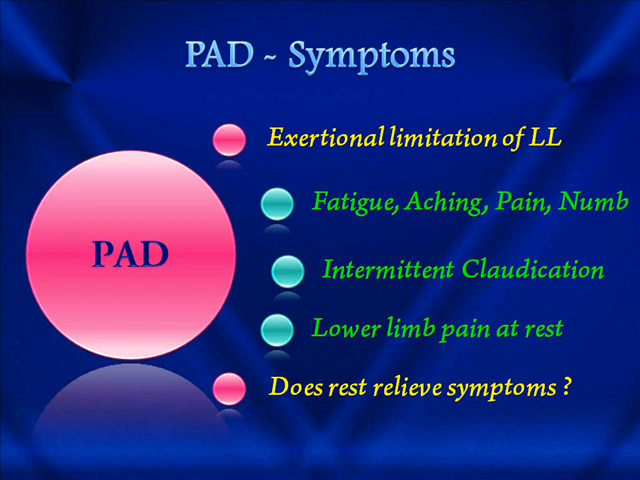 PAD - Symptoms
Exertional limitation of LL
Fatigue, Aching, Pain, Numb
PAD
Intermittent Claudication
Lower limb pain at rest
Does rest relieve symptoms ?